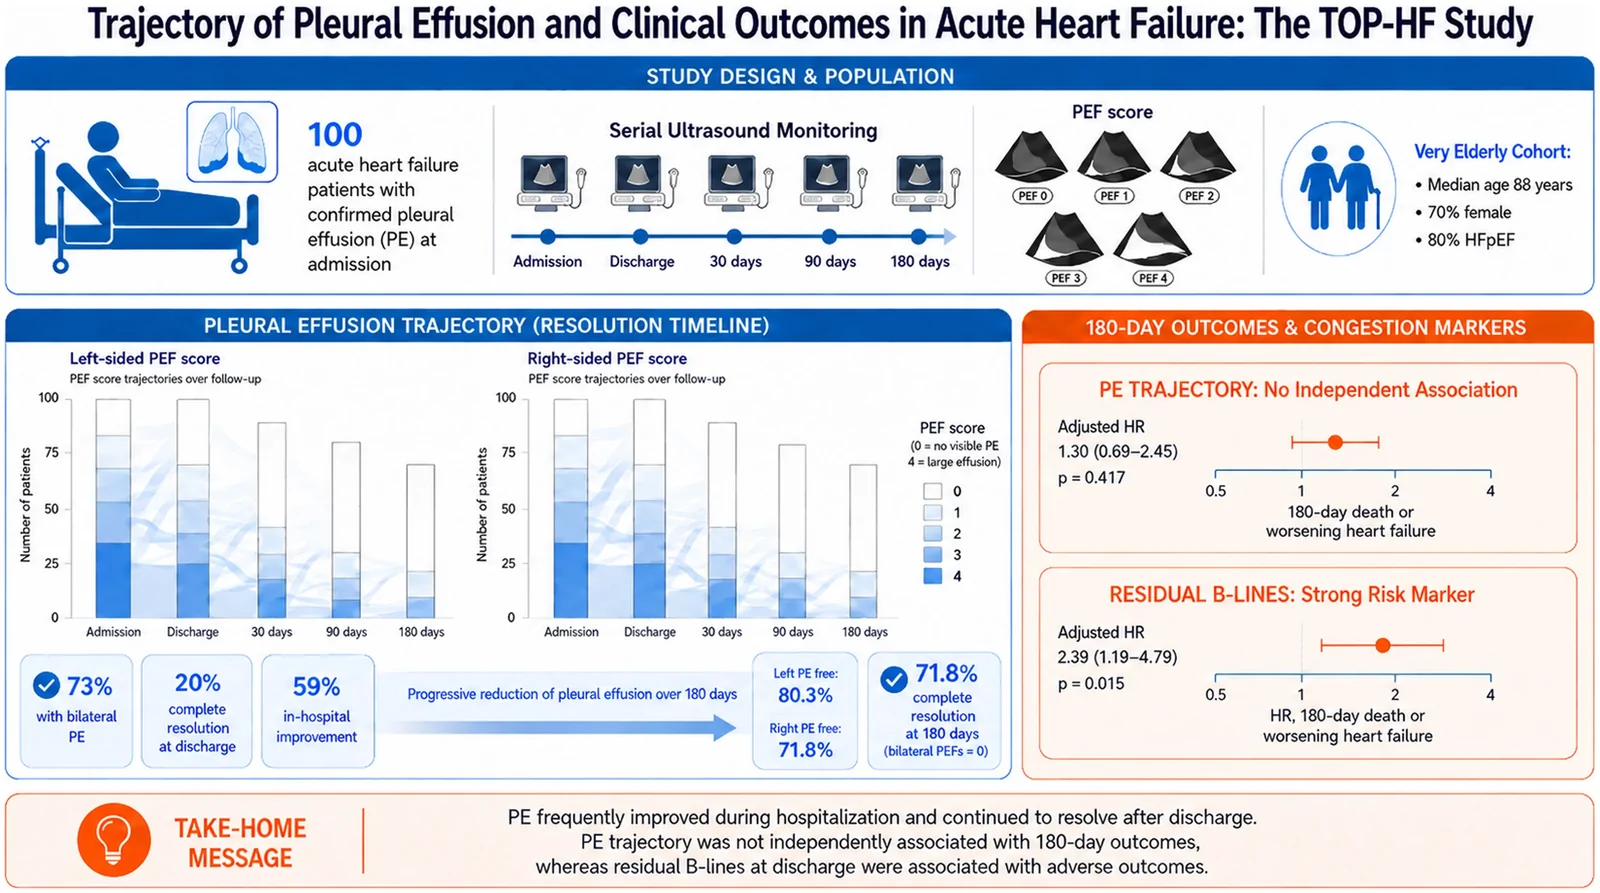 Trajectory of Pleural Effusion and Clinical Outcomes in Acute Heart Failure: The TOP-HF Study
STUDY DESIGN & POPULATION
100
acute heart failure
patients with
confirmed pleural
effusion (PE) at
admission
Serial Ultrasound Monitoring
Admission
Discharge
30 days
90 days
180 days
PEF score
PEF 0
PEF 1
PEF 2
PEF 3
PEF 4
Very Elderly Cohort:
• Median age 88 years
• 70% female
• 80% HFpEF
PLEURAL EFFUSION TRAJECTORY (RESOLUTION TIMELINE)
Left-sided PEF score
PEF score trajectories over follow-up
Number of patients
100
75
50
25
0
Admission
Discharge
30 days
90 days
180 days
Right-sided PEF score
PEF score trajectories over follow-up
Number of patients
100
75
50
25
0
Admission
Discharge
30 days
90 days
180 days
PEF score
(0 = no visible PE
4 = large effusion)
0
1
2
3
4
73%
with bilateral
PE
20%
complete
resolution
at discharge
59%
in-hospital
improvement
Progressive reduction of pleural effusion over 180 days
Left PE free:
80.3%
Right PE free:
71.8%
71.8%
complete
resolution
at 180 days
(bilateral PEFs = 0)
180-DAY OUTCOMES & CONGESTION MARKERS
PE TRAJECTORY: No Independent Association
Adjusted HR
1.30 (0.69–2.45)
p = 0.417
0.5
1
2
4
180-day death or
worsening heart failure
RESIDUAL B-LINES: Strong Risk Marker
Adjusted HR
2.39 (1.19–4.79)
p = 0.015
0.5
1
2
4
HR, 180-day death or
worsening heart failure
TAKE-HOME
MESSAGE
PE frequently improved during hospitalization and continued to resolve after discharge.
PE trajectory was not independently associated with 180-day outcomes,
whereas residual B-lines at discharge were associated with adverse outcomes.